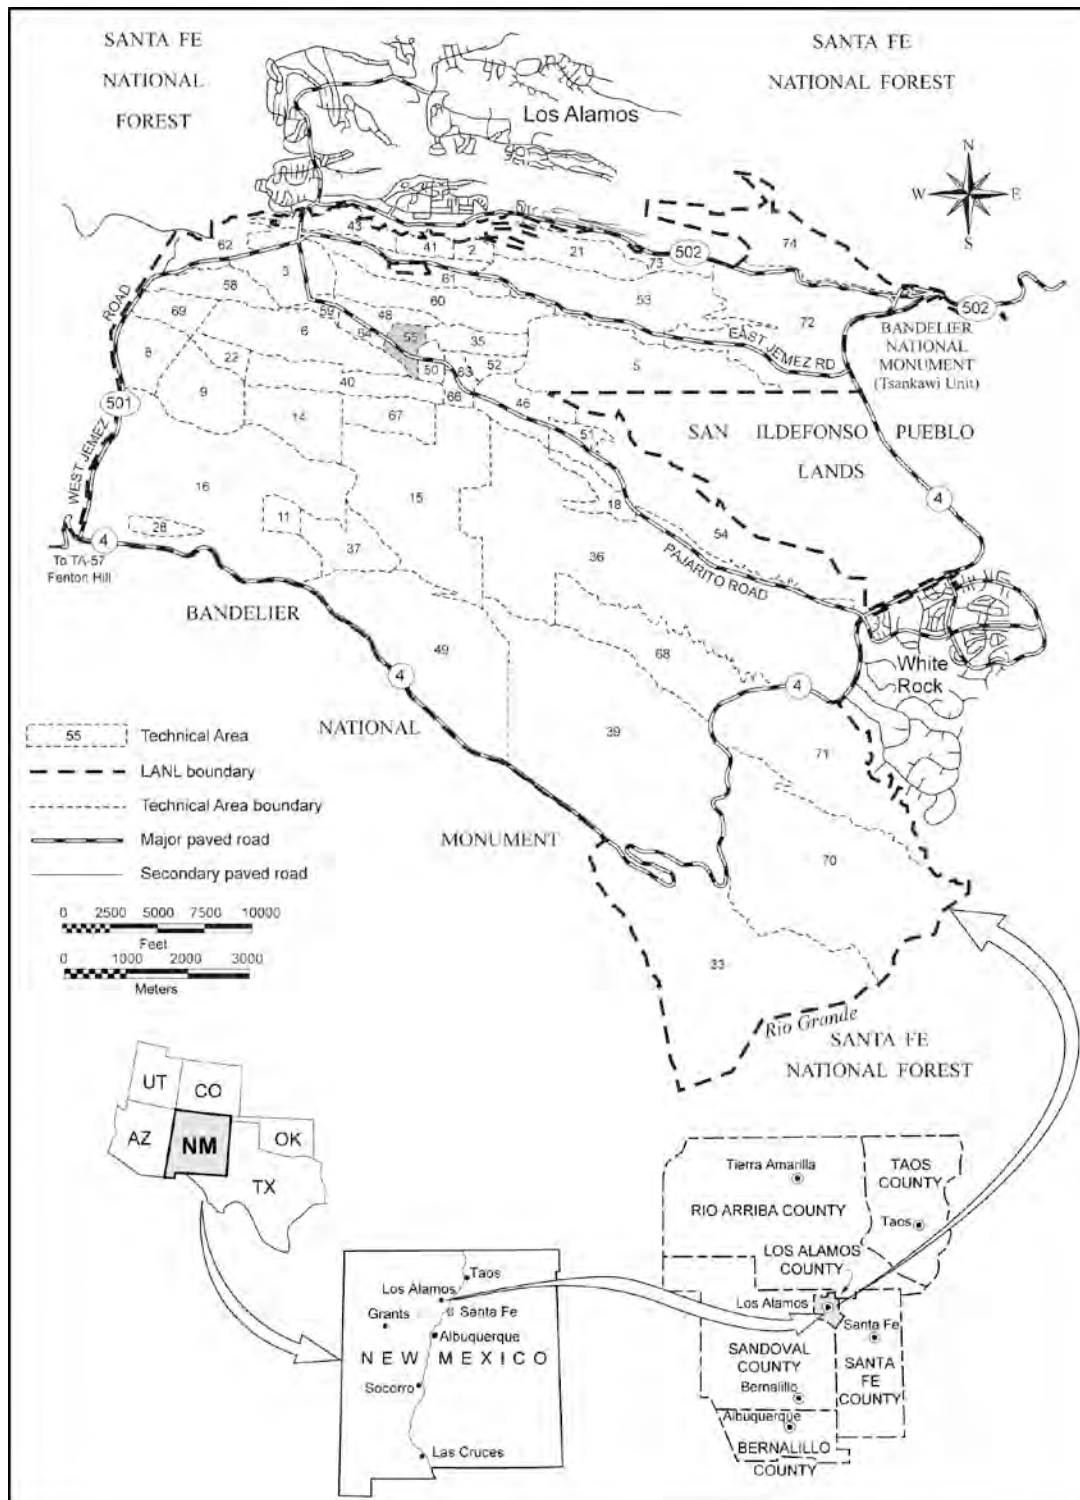 SANTA FE
NATIONAL
FOREST
SANTA FE
NATIONAL FOREST
Los Alamos
N
W
E
S
43
62
41
2
21
73
502
74
3
61
58
60
53
502
69
59
48
72
BANDELIER
NATIONAL
MONUMENT
(Tsankawi Unit)
ROAD
6
64
55
35
EAST JEMEZ RD
8
22
50
63
52
5
9
40
66
46
501
14
67
51
SAN ILDEFONSO PUEBLO
LANDS
WEST JEMEZ
16
15
4
11
18
28
54
4
37
36
To TA-57
Fenton Hill
PAJARITO ROAD
BANDELIER
49
68
White
Rock
4
4
NATIONAL
39
71
55
Technical Area
LANL boundary
Technical Area boundary
MONUMENT
Major paved road
70
Secondary paved road
0 2500 5000 7500 10000
Feet
0 1000 2000 3000
Meters
33
Rio Grande
SANTA FE
NATIONAL FOREST
UT
CO
AZ
NM
OK
TX
Tierra Amarilla
TAOS
COUNTY
RIO ARRIBA COUNTY
Taos
LOS ALAMOS
COUNTY
Los Alamos
Santa Fe
SANDOVAL
COUNTY
SANTA
FE
COUNTY
Bernalillo
Albuquerque
BERNALILLO
COUNTY
Taos
Los Alamos
Grants
Santa Fe
Albuquerque
NEW MEXICO
Socorro
Las Cruces